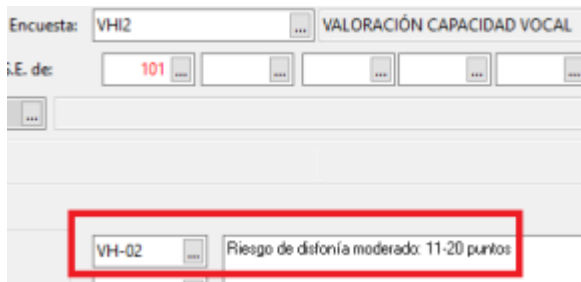 Encuesta: VHI2 ... VALORACIÓN CAPACIDAD VOCAL
S.E. de: 101 ... ... ... ... ...
...
VH-02 ... Riesgo de disfonía moderado: 11-20 puntos